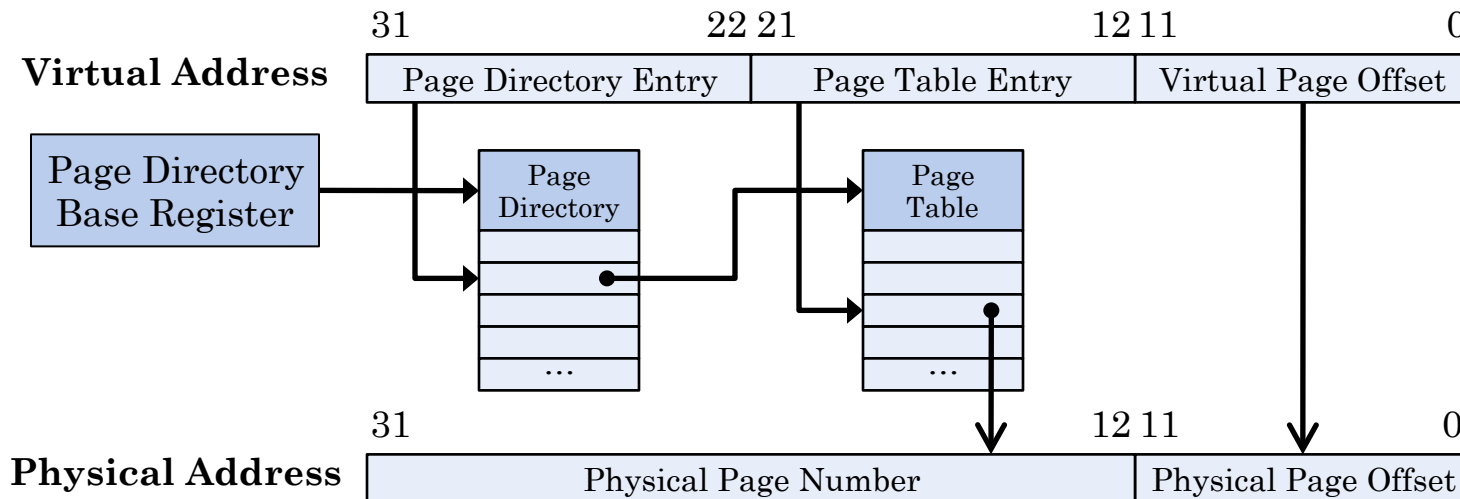 31 22 21 12 11 0
Virtual Address Page Directory Entry Page Table Entry Virtual Page Offset
Page Directory
Base Register
Page
Directory
...
Page
Table
...
31 12 11 0
Physical Address Physical Page Number Physical Page Offset